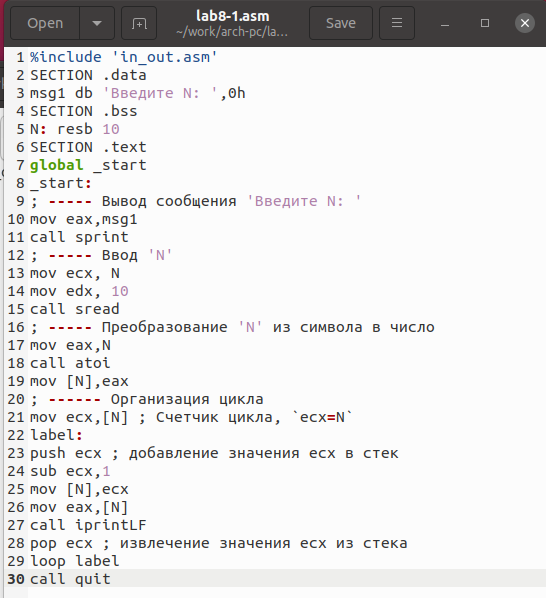 Open
lab8-1.asm
~/work/arch-pc/la...
Save
1 %include 'in_out.asm'
2 SECTION .data
3 msg1 db 'Введите N: ',0h
4 SECTION .bss
5 N: resb 10
6 SECTION .text
7 global _start
8 _start:
9 ; ----- Вывод сообщения 'Введите N: '
10 mov eax,msg1
11 call sprint
12 ; ----- Ввод 'N'
13 mov ecx, N
14 mov edx, 10
15 call sread
16 ; ----- Преобразование 'N' из символа в число
17 mov eax,N
18 call atoi
19 mov [N],eax
20 ; ------ Организация цикла
21 mov ecx,[N] ; Счетчик цикла, `ecx=N`
22 label:
23 push ecx ; добавление значения ecx в стек
24 sub ecx,1
25 mov [N],ecx
26 mov eax,[N]
27 call iprintLF
28 pop ecx ; извлечение значения ecx из стека
29 loop label
30 call quit